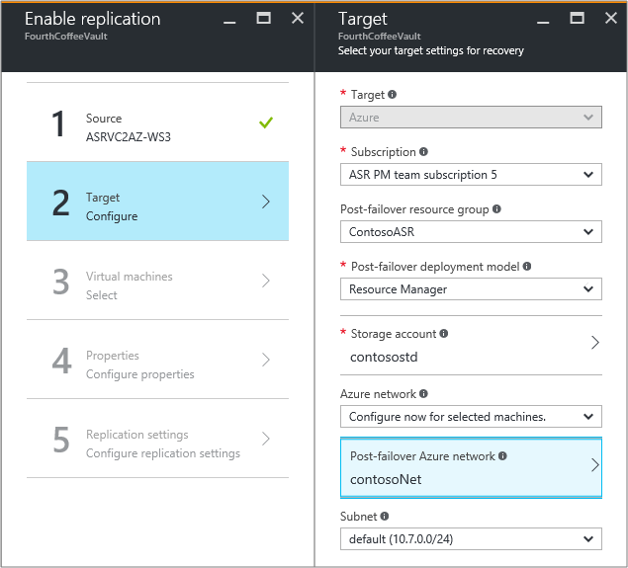 Enable replication
FourthCoffeeVault
1
Source
ASRVC2AZ-WS3
2
Target
Configure
3
Virtual machines
Select
4
Properties
Configure properties
5
Replication settings
Configure replication settings
Target
FourthCoffeeVault
Select your target settings for recovery
* Target
Azure
* Subscription
ASR PM team subscription 5
Post-failover resource group
ContosoASR
* Post-failover deployment model
Resource Manager
* Storage account
contosostd
Azure network
Configure now for selected machines.
Post-failover Azure network
contosoNet
Subnet
default (10.7.0.0/24)